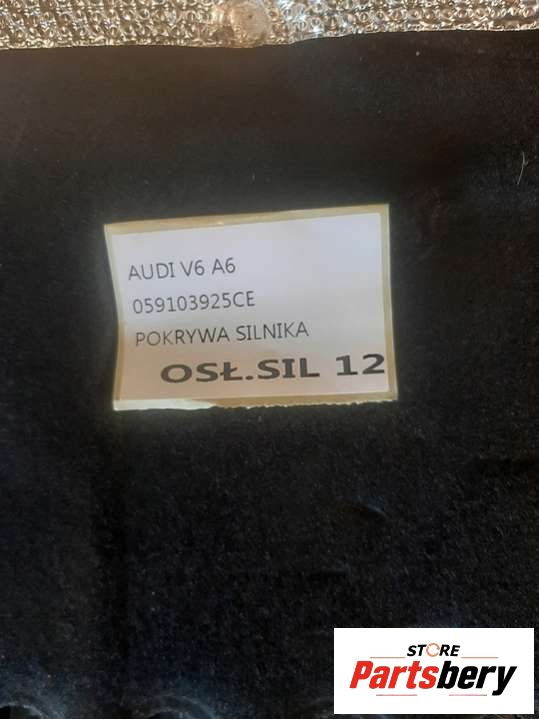 AUDI V6 A6
059103925CE
POKRYWA SILNIKA
OSŁ.SIL 12
STORE
Partsbery